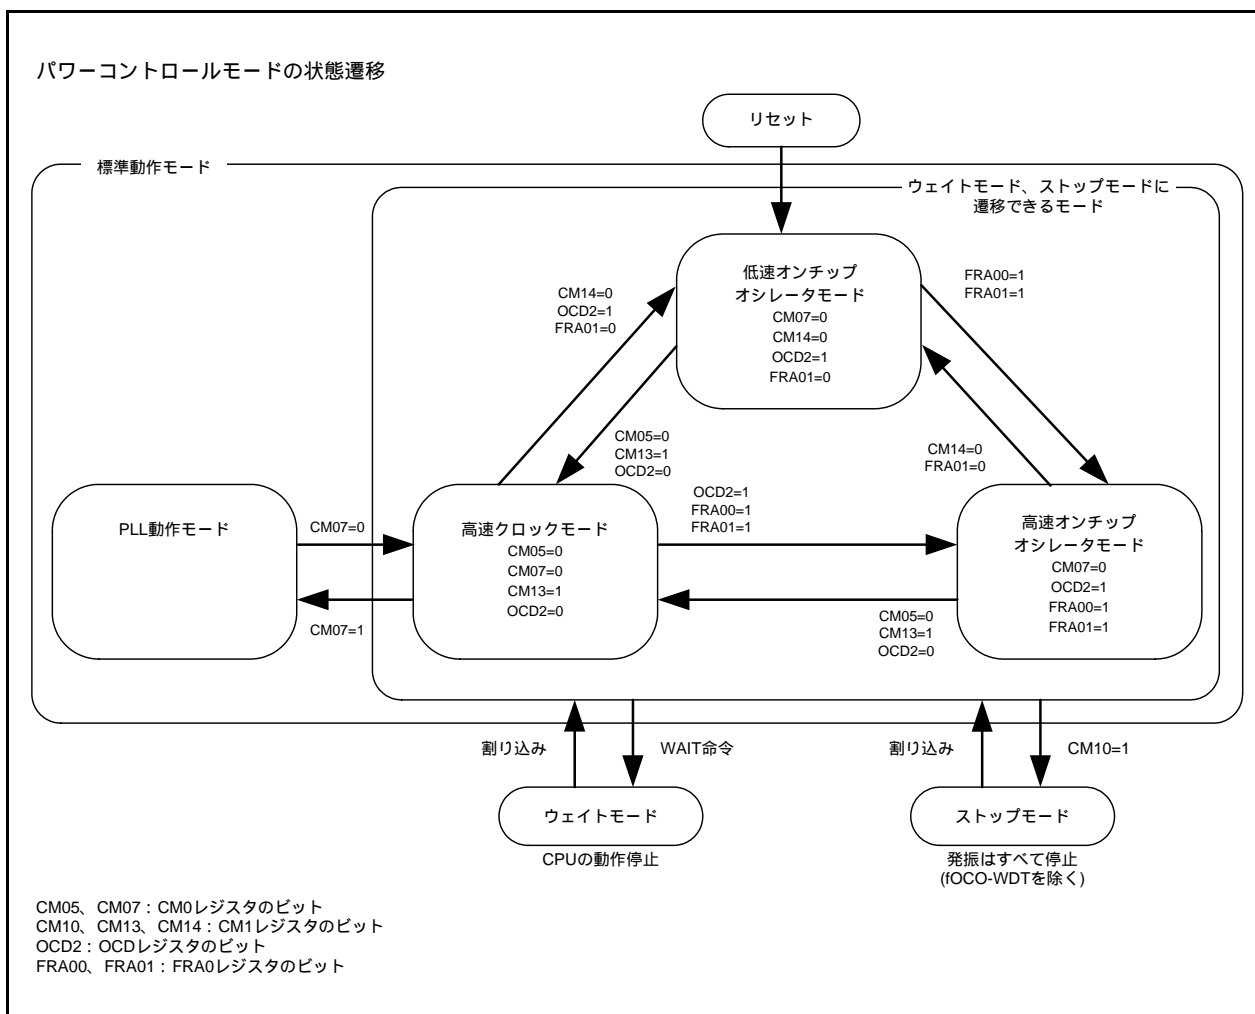 パワーコントロールモードの状態遷移
リセット
標準動作モード
ウェイトモード、ストップモードに
遷移できるモード
低速オンチップ
オシレータモード
CM07=0
CM14=0
OCD2=1
FRA01=0
CM14=0
OCD2=1
FRA01=0
FRA00=1
FRA01=1
CM05=0
CM13=1
OCD2=0
CM14=0
FRA01=0
PLL動作モード
CM07=0
CM07=1
高速クロックモード
CM05=0
CM07=0
CM13=1
OCD2=0
OCD2=1
FRA00=1
FRA01=1
CM05=0
CM13=1
OCD2=0
高速オンチップ
オシレータモード
CM07=0
OCD2=1
FRA00=1
FRA01=1
割り込み
WAIT命令
割り込み
CM10=1
ウェイトモード
CPUの動作停止
ストップモード
発振はすべて停止
(fOCO-WDTを除く)
CM05、CM07：CM0レジスタのビット
CM10、CM13、CM14：CM1レジスタのビット
OCD2：OCDレジスタのビット
FRA00、FRA01：FRA0レジスタのビット